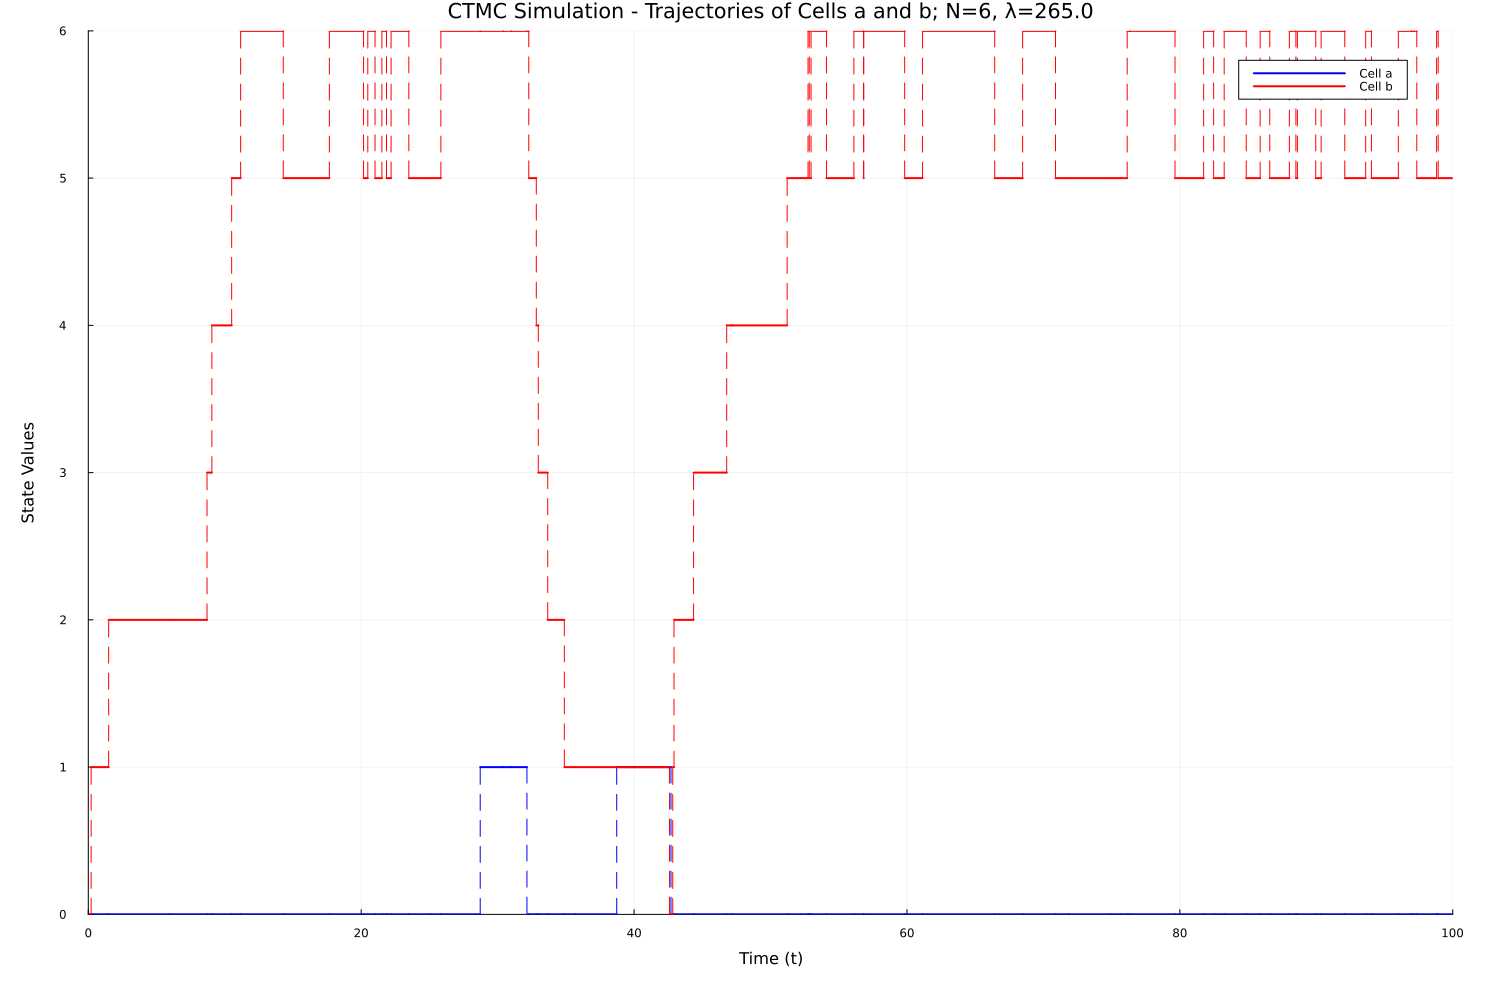 CTMC Simulation - Trajectories of Cells a and b; N=6, λ=265.0
6
Cell a
Cell b
5
4
State Values
3
2
1
0
0 20 40 60 80 100
Time (t)